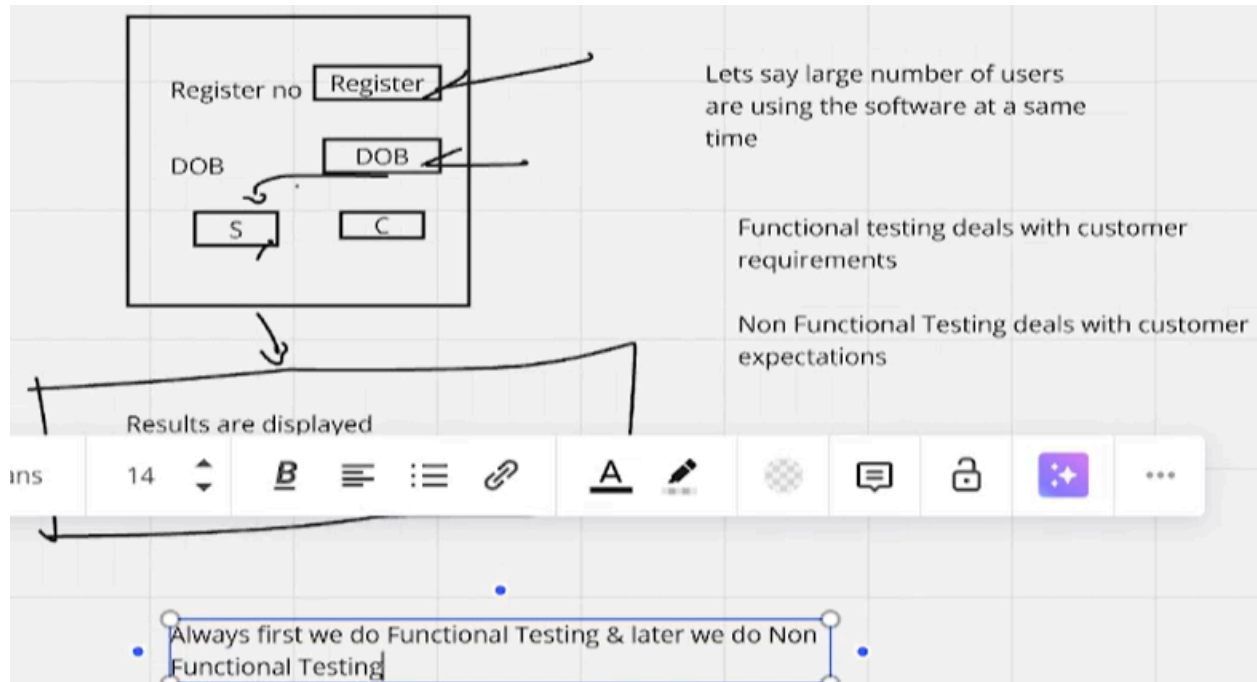 Register no Register
DOB DOB
S C
Results are displayed
Lets say large number of users
are using the software at a same
time
Functional testing deals with customer
requirements
Non Functional Testing deals with customer
expectations
14
B
A
Always first we do Functional Testing & later we do Non
Functional Testing